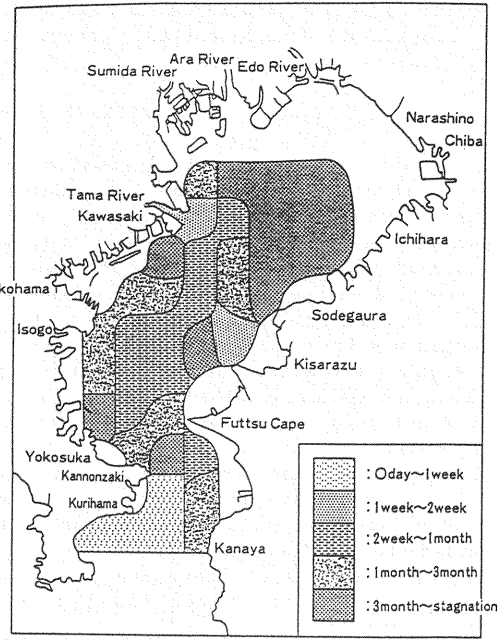 Ara River
Sumida River
Edo River
Narashino
Chiba
Tama River
Kawasaki
Ichihara
kohama
Sodegaura
Isogo
Kisarazu
Futtsu Cape
Yokosuka
Kannonzaki
Kurihama
Kanaya
:0day~1week
:1week~2week
:2week~1month
:1month~3month
:3month~stagnation